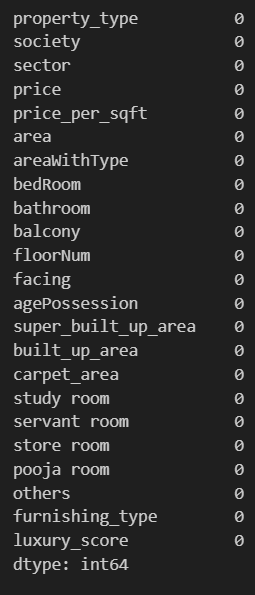 property_type 0
society 0
sector 0
price 0
price_per_sqft 0
area 0
areaWithType 0
bedRoom 0
bathroom 0
balcony 0
floorNum 0
facing 0
agePossession 0
super_built_up_area 0
built_up_area 0
carpet_area 0
study room 0
servant room 0
store room 0
pooja room 0
others 0
furnishing_type 0
luxury_score 0
dtype: int64